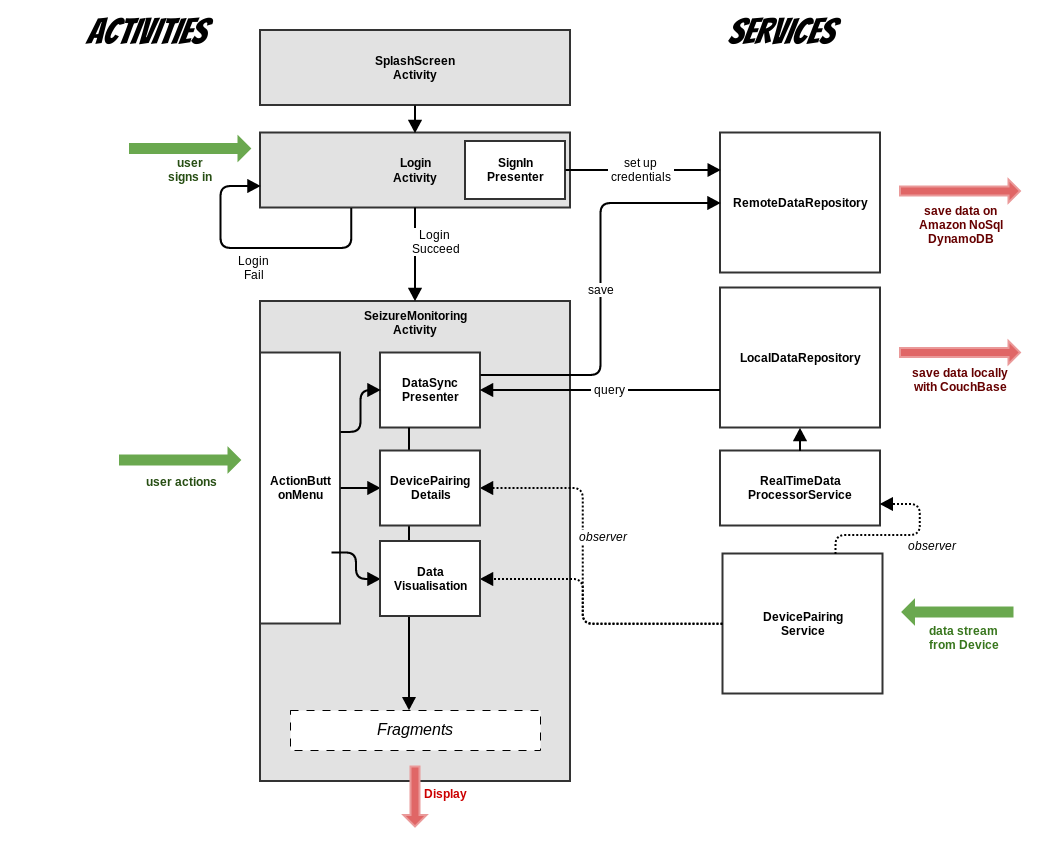 ACTIVITIES
SERVICES
SplashScreen
Activity
user
signs in
Login
Activity
SignIn
Presenter
set up
credentials
RemoteDataRepository
save data on
Amazon NoSql
DynamoDB
Login
Fail
Login
Succeed
save
SeizureMonitoring
Activity
DataSync
Presenter
query
LocalDataRepository
save data locally
with CouchBase
user actions
ActionButt
onMenu
DevicePairing
Details
RealTimeData
ProcessorService
observer
observer
Data
Visualisation
DevicePairing
Service
data stream
from Device
Fragments
Display